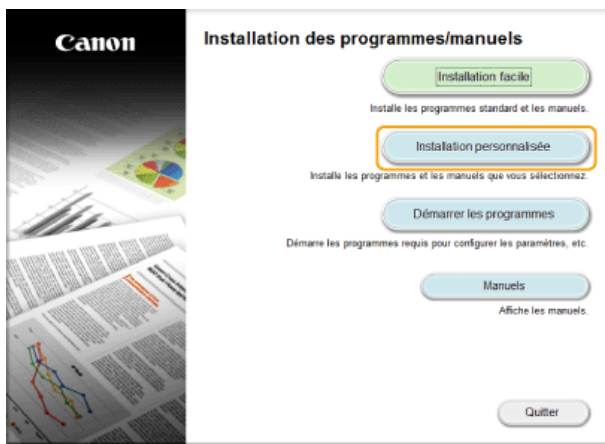 Canon
Installation des programmes/manuels
Installation facile
Installe les programmes standard et les manuels.
Installation personnalisée
Installe les programmes et les manuels que vous sélectionnez.
Démarrer les programmes
Démarre les programmes requis pour configurer les paramètres, etc.
Manuels
Affiche les manuels.
Quitter